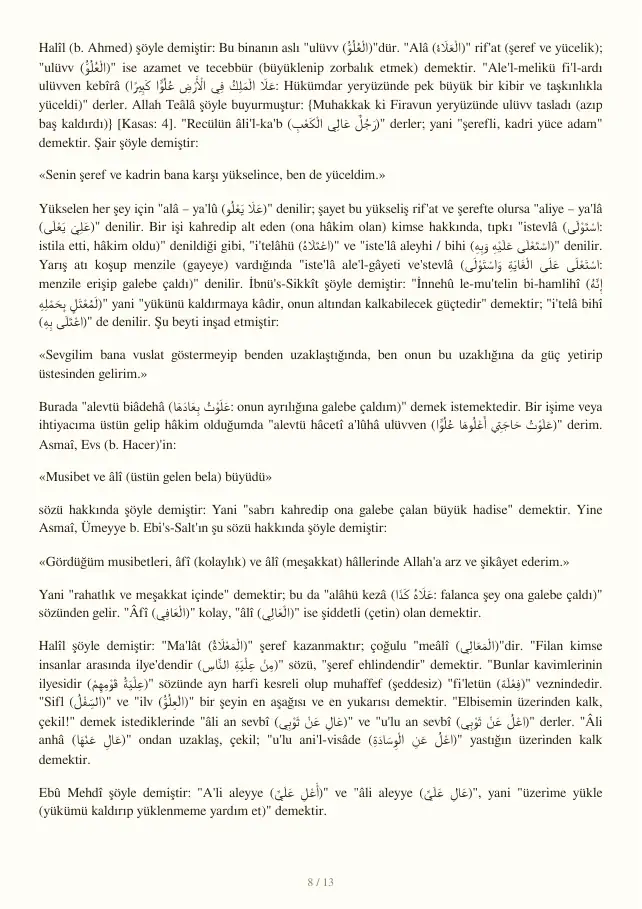 Halîl (b. Ahmed) şöyle demiştir: Bu binanın aslı "ulüvv (الْعُلُوُّ)"dür. "Alâ (الْعَلَاءُ)" rif'at (şeref ve yücelik);
"ulüvv (الْعُلُوُّ)" ise azamet ve tecebbür (büyüklenip zorbalık etmek) demektir. "Ale'l-melikü fi'l-ardı
ulüvven kebîrâ (عَلَا الْمَلِكُ فِي الْأَرْضِ عُلُوًّا كَبِيرًا: Hükümdar yeryüzünde pek büyük bir kibir ve taşkınlıkla
yüceldi)" derler. Allah Teâlâ şöyle buyurmuştur: {Muhakkak ki Firavun yeryüzünde ulüvv tasladı (azıp
baş kaldırdı)} [Kasas: 4]. "Recülün âli'l-ka'b (رَجُلٌ عَالِي الْكَعْبِ)" derler; yani "şerefli, kadri yüce adam"
demektir. Şair şöyle demiştir:
«Senin şeref ve kadrin bana karşı yükselince, ben de yüceldim.»
Yükselen her şey için "alâ – ya'lû (عَلَا يَعْلُو)" denilir; şayet bu yükseliş rif'at ve şerefte olursa "aliye – ya'lâ
(عَلِيَ يَعْلَى)" denilir. Bir işi kahredip alt eden (ona hâkim olan) kimse hakkında, tıpkı "istevlâ (اسْتَوْلَى:
istila etti, hâkim oldu)" denildiği gibi, "i'telâhü (اعْتَلَاهُ)" ve "iste'lâ aleyhi / bihi (اسْتَعْلَى عَلَيْهِ وَبِهِ)" denilir.
Yarış atı koşup menzile (gayeye) vardığında "iste'lâ ale'l-gâyeti ve'stevlâ (اسْتَعْلَى عَلَى الْغَايَةِ وَاسْتَوْلَى:
menzile erişip galebe çaldı)" denilir. İbnü's-Sikkît şöyle demiştir: "İnnehû le-mu'telin bi-hamlihî (إِنَّهُ
لَمُعْتَلٍ بِحَمْلِهِ)" yani "yükünü kaldırmaya kâdir, onun altından kalkabilecek güçtedir" demektir; "i'telâ bihî
(اعْتَلَى بِهِ)" de denilir. Şu beyti inşad etmiştir:
«Sevgilim bana vuslat göstermeyip benden uzaklaştığında, ben onun bu uzaklığına da güç yetirip
üstesinden gelirim.»
Burada "alevtü biâdehâ (عَلَوْتُ بِعَادَهَا: onun ayrılığına galebe çaldım)" demek istemektedir. Bir işime veya
ihtiyacıma üstün gelip hâkim olduğumda "alevtü hâcetî a'lûhâ ulüvven (عَلَوْتُ حَاجَتِي أَعْلُوهَا عُلُوًّا)" derim.
Asmaî, Evs (b. Hacer)'in:
«Musibet ve âlî (üstün gelen bela) büyüdü»
sözü hakkında şöyle demiştir: Yani "sabrı kahredip ona galebe çalan büyük hadise" demektir. Yine
Asmaî, Ümeyye b. Ebi's-Salt'ın şu sözü hakkında şöyle demiştir:
«Gördüğüm musibetleri, âfî (kolaylık) ve âlî (meşakkat) hâllerinde Allah'a arz ve şikâyet ederim.»
Yani "rahatlık ve meşakkat içinde" demektir; bu da "alâhü kezâ (عَلَاهُ كَذَا: falanca şey ona galebe çaldı)"
sözünden gelir. "Âfî (الْعَافِي)" kolay, "âlî (الْعَالِي)" ise şiddetli (çetin) olan demektir.
Halîl şöyle demiştir: "Ma'lât (الْمَعْلَاةُ)" şeref kazanmaktır; çoğulu "meâlî (الْمَعَالِي)"dir. "Filan kimse
insanlar arasında ilye'dendir (مِنْ عِلْيَةِ النَّاسِ)" sözü, "şeref ehlindendir" demektir. "Bunlar kavimlerinin
ilyesidir (عِلْيَةُ قَوْمِهِمْ)" sözünde ayn harfi kesreli olup muhaffef (şeddesiz) "fi'letün (فِعْلَة)" veznindedir.
"Sifl (السِّفْلُ)" ve "ilv (الْعِلْوُ)" bir şeyin en aşağısı ve en yukarısı demektir. "Elbisemin üzerinden kalk,
çekil!" demek istediklerinde "âli an sevbî (عَالِ عَنْ ثَوْبِي)" ve "u'lu an sevbî (اعْلُ عَنْ ثَوْبِي)" derler. "Âli
anhâ (عَالِ عَنْهَا)" ondan uzaklaş, çekil; "u'lu ani'l-visâde (اعْلُ عَنِ الْوِسَادَةِ)" yastığın üzerinden kalk
demektir.
Ebû Mehdî şöyle demiştir: "A'li aleyye (أَعْلِ عَلَيَّ)" ve "âli aleyye (عَالِ عَلَيَّ)", yani "üzerime yükle
(yükümü kaldırıp yüklenmeme yardım et)" demektir.
8 / 13